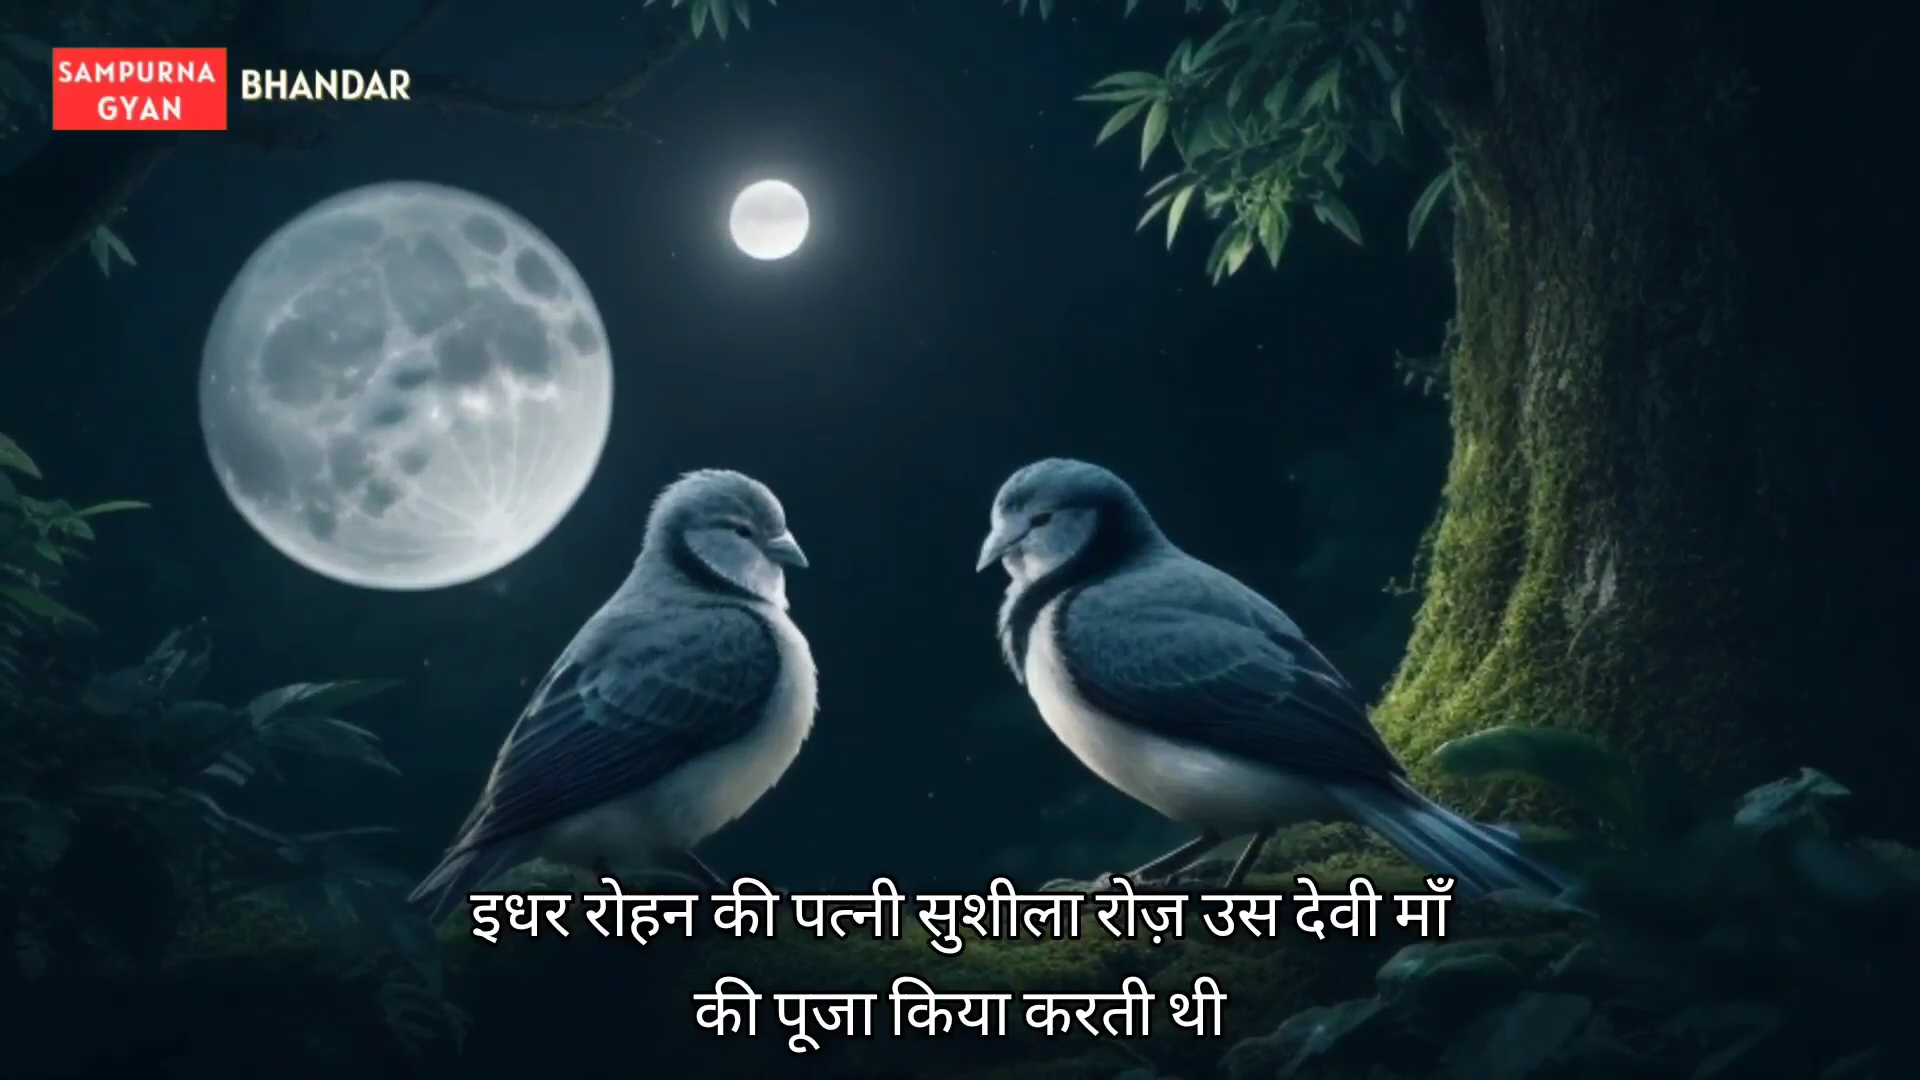 SAMPURNA
GYAN
BHANDAR
इधर रोहन की पत्नी सुशीला रोज़ उस देवी माँ
की पूजा किया करती थी